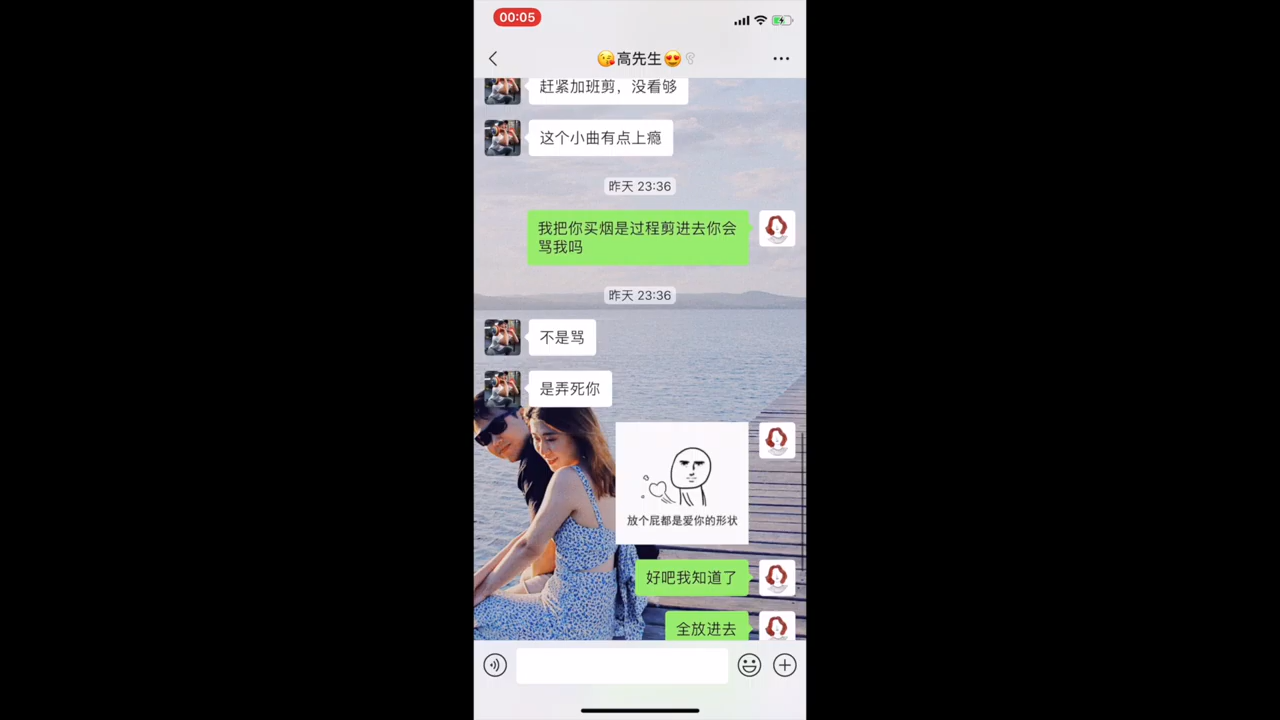 00:05
😘高先生😍
赶紧加班剪，没看够
这个小曲有点上瘾
昨天 23:36
我把你买烟是过程剪进去你会
骂我吗
昨天 23:36
不是骂
是弄死你
放个屁都是爱你的形状
好吧我知道了
全放进去